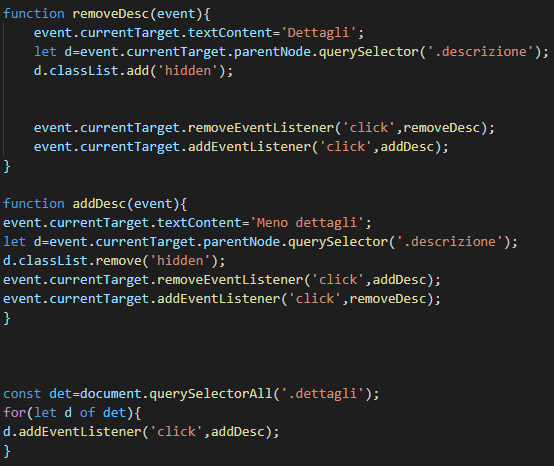 function removeDesc(event){
event.currentTarget.textContent='Dettagli';
let d=event.currentTarget.parentNode.querySelector('.descrizione');
d.classList.add('hidden');
event.currentTarget.removeEventListener('click',removeDesc);
event.currentTarget.addEventListener('click',addDesc);
}
function addDesc(event){
event.currentTarget.textContent='Meno dettagli';
let d=event.currentTarget.parentNode.querySelector('.descrizione');
d.classList.remove('hidden');
event.currentTarget.removeEventListener('click',addDesc);
event.currentTarget.addEventListener('click',removeDesc);
}
const det=document.querySelectorAll('.dettagli');
for(let d of det){
d.addEventListener('click',addDesc);
}